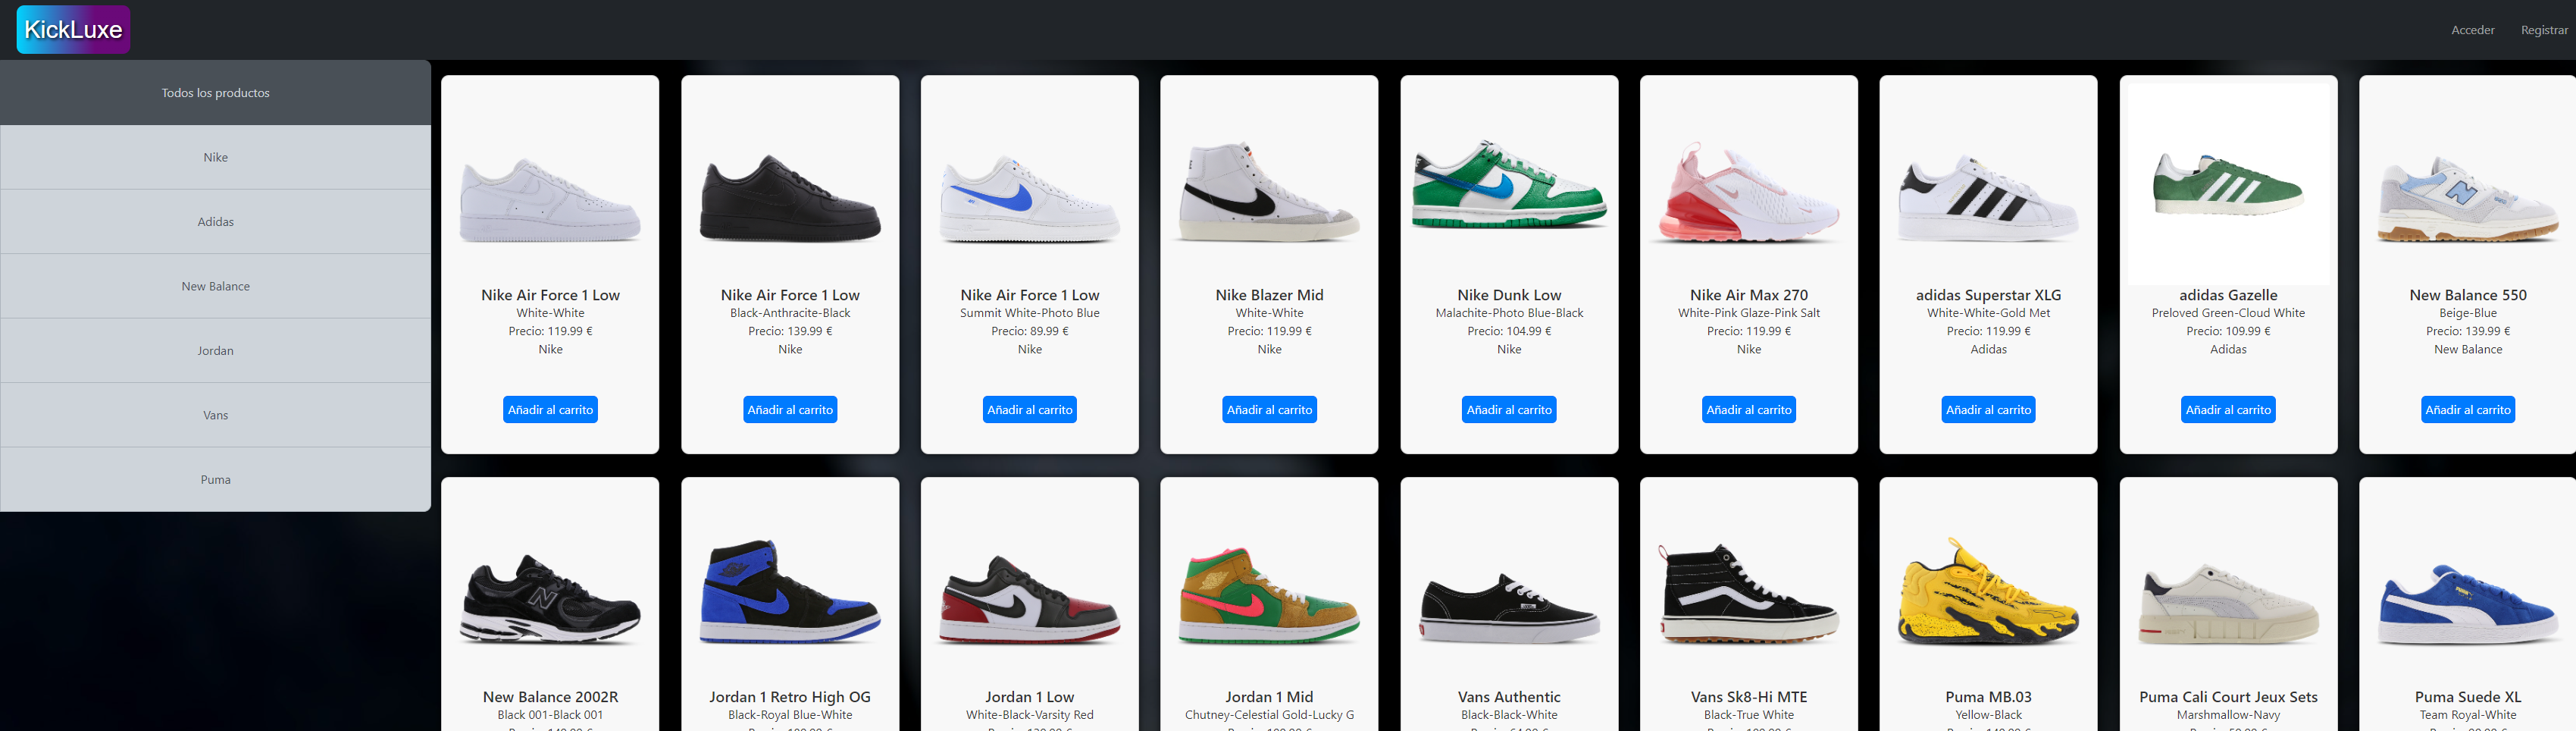 KickLuxe
Acceder
Registrar
Todos los productos
Nike
Adidas
New Balance
Jordan
Vans
Puma
Nike Air Force 1 Low
White-White
Precio: 119.99 €
Nike
Añadir al carrito
Nike Air Force 1 Low
Black-Anthracite-Black
Precio: 139.99 €
Nike
Añadir al carrito
Nike Air Force 1 Low
Summit White-Photo Blue
Precio: 89.99 €
Nike
Añadir al carrito
Nike Blazer Mid
White-White
Precio: 119.99 €
Nike
Añadir al carrito
Nike Dunk Low
Malachite-Photo Blue-Black
Precio: 104.99 €
Nike
Añadir al carrito
Nike Air Max 270
White-Pink Glaze-Pink Salt
Precio: 119.99 €
Nike
Añadir al carrito
adidas Superstar XLG
White-White-Gold Met
Precio: 119.99 €
Adidas
Añadir al carrito
adidas Gazelle
Preloved Green-Cloud White
Precio: 109.99 €
Adidas
Añadir al carrito
New Balance 550
Beige-Blue
Precio: 139.99 €
New Balance
Añadir al carrito
New Balance 2002R
Black 001-Black 001
Jordan 1 Retro High OG
Black-Royal Blue-White
Jordan 1 Low
White-Black-Varsity Red
Jordan 1 Mid
Chutney-Celestial Gold-Lucky G
Vans Authentic
Black-Black-White
Vans Sk8-Hi MTE
Black-True White
Puma MB.03
Yellow-Black
Puma Cali Court Jeux Sets
Marshmallow-Navy
Puma Suede XL
Team Royal-White